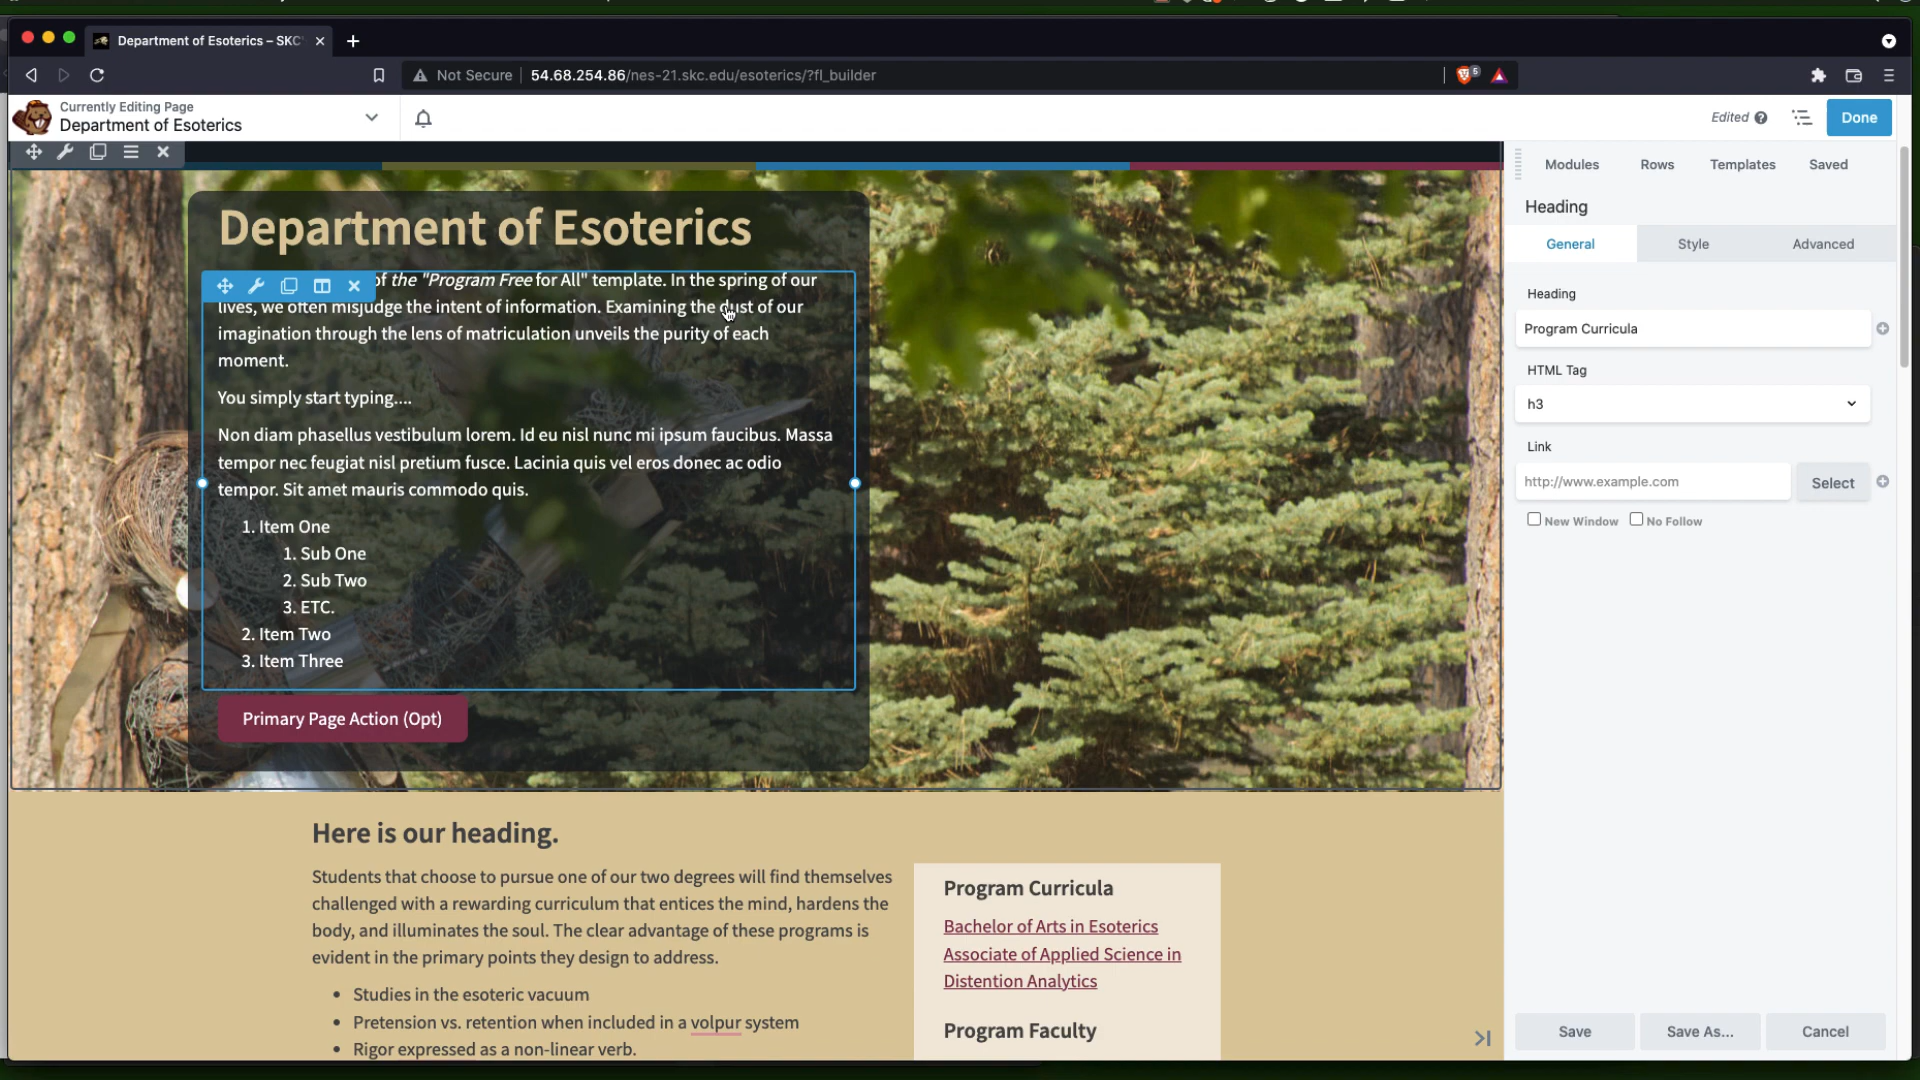 Department of Esoterics – SKC
Not Secure 54.68.254.86/nes-21.skc.edu/esoterics/?fl_builder
5
Currently Editing Page
Department of Esoterics
Edited
Done
Department of Esoterics
of the "Program Free for All" template. In the spring of our
lives, we often misjudge the intent of information. Examining the dust of our
imagination through the lens of matriculation unveils the purity of each
moment.
You simply start typing....
Non diam phasellus vestibulum lorem. Id eu nisl nunc mi ipsum faucibus. Massa
tempor nec feugiat nisl pretium fusce. Lacinia quis vel eros donec ac odio
tempor. Sit amet mauris commodo quis.
1. Item One
1. Sub One
2. Sub Two
3. ETC.
2. Item Two
3. Item Three
Primary Page Action (Opt)
Here is our heading.
Students that choose to pursue one of our two degrees will find themselves
challenged with a rewarding curriculum that entices the mind, hardens the
body, and illuminates the soul. The clear advantage of these programs is
evident in the primary points they design to address.
• Studies in the esoteric vacuum
• Pretension vs. retention when included in a volpur system
• Rigor expressed as a non-linear verb.
Program Curricula
Bachelor of Arts in Esoterics
Associate of Applied Science in
Distention Analytics
Program Faculty
Modules Rows Templates Saved
Heading
General Style Advanced
Heading
Program Curricula
HTML Tag
h3
Link
http://www.example.com Select
New Window No Follow
Save Save As... Cancel